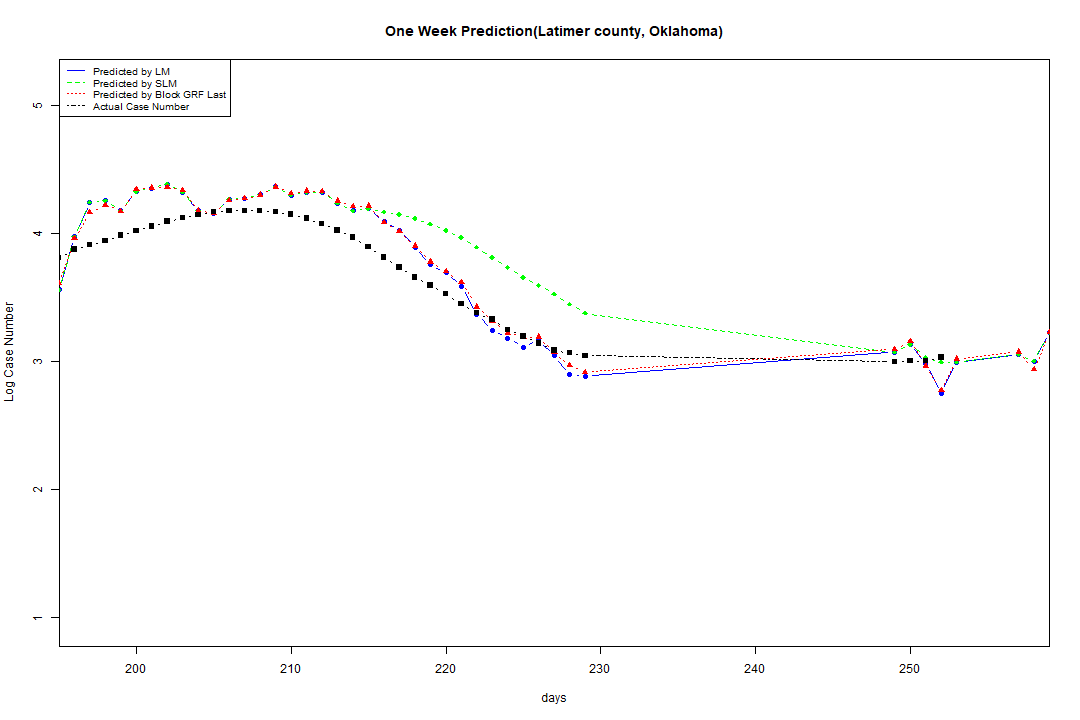 One Week Prediction(Latimer county, Oklahoma)
Predicted by LM
Predicted by SLM
Predicted by Block GRF Last
Actual Case Number
5
4
3
2
1
Log Case Number
200 210 220 230 240 250
days